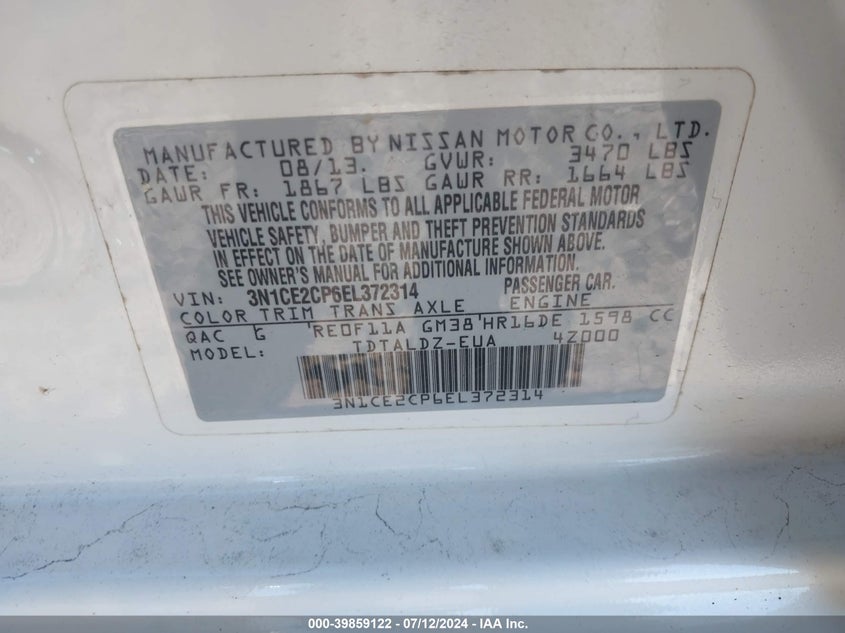 MANUFACTURED BY NISSAN MOTOR CO., LTD.
DATE: 08/13. GVWR: 3470 LBS
GAWR FR: 1867 LBS GAWR RR: 1664 LBS
THIS VEHICLE CONFORMS TO ALL APPLICABLE FEDERAL MOTOR
VEHICLE SAFETY, BUMPER AND THEFT PREVENTION STANDARDS
IN EFFECT ON THE DATE OF MANUFACTURE SHOWN ABOVE.
SEE OWNER'S MANUAL FOR ADDITIONAL INFORMATION.
VIN: 3N1CE2CP6EL372314 PASSENGER CAR.
COLOR TRIM TRANS AXLE ENGINE
QAC G RE0F11A GM38 HR16DE 1598 CC
MODEL: TDTALDZ-EUA 4Z000
3N1CE2CP6EL372314
000-39859122 - 07/12/2024 - IAA Inc.